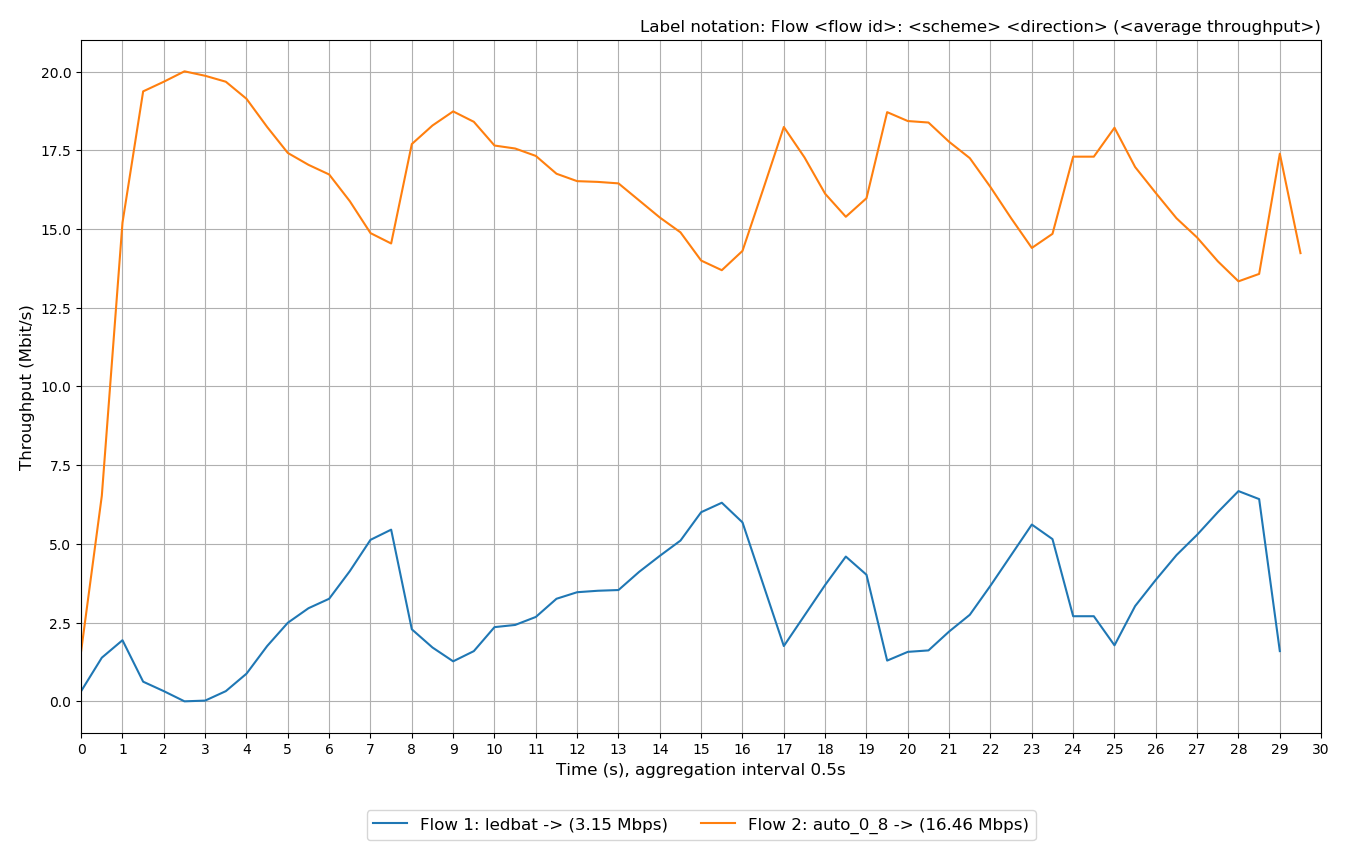 Label notation: Flow <flow id>: <scheme> <direction> (<average throughput>)
Throughput (Mbit/s)
20.0
17.5
15.0
12.5
10.0
7.5
5.0
2.5
0.0
0 1 2 3 4 5 6 7 8 9 10 11 12 13 14 15 16 17 18 19 20 21 22 23 24 25 26 27 28 29 30
Time (s), aggregation interval 0.5s
Flow 1: ledbat -> (3.15 Mbps) Flow 2: auto_0_8 -> (16.46 Mbps)